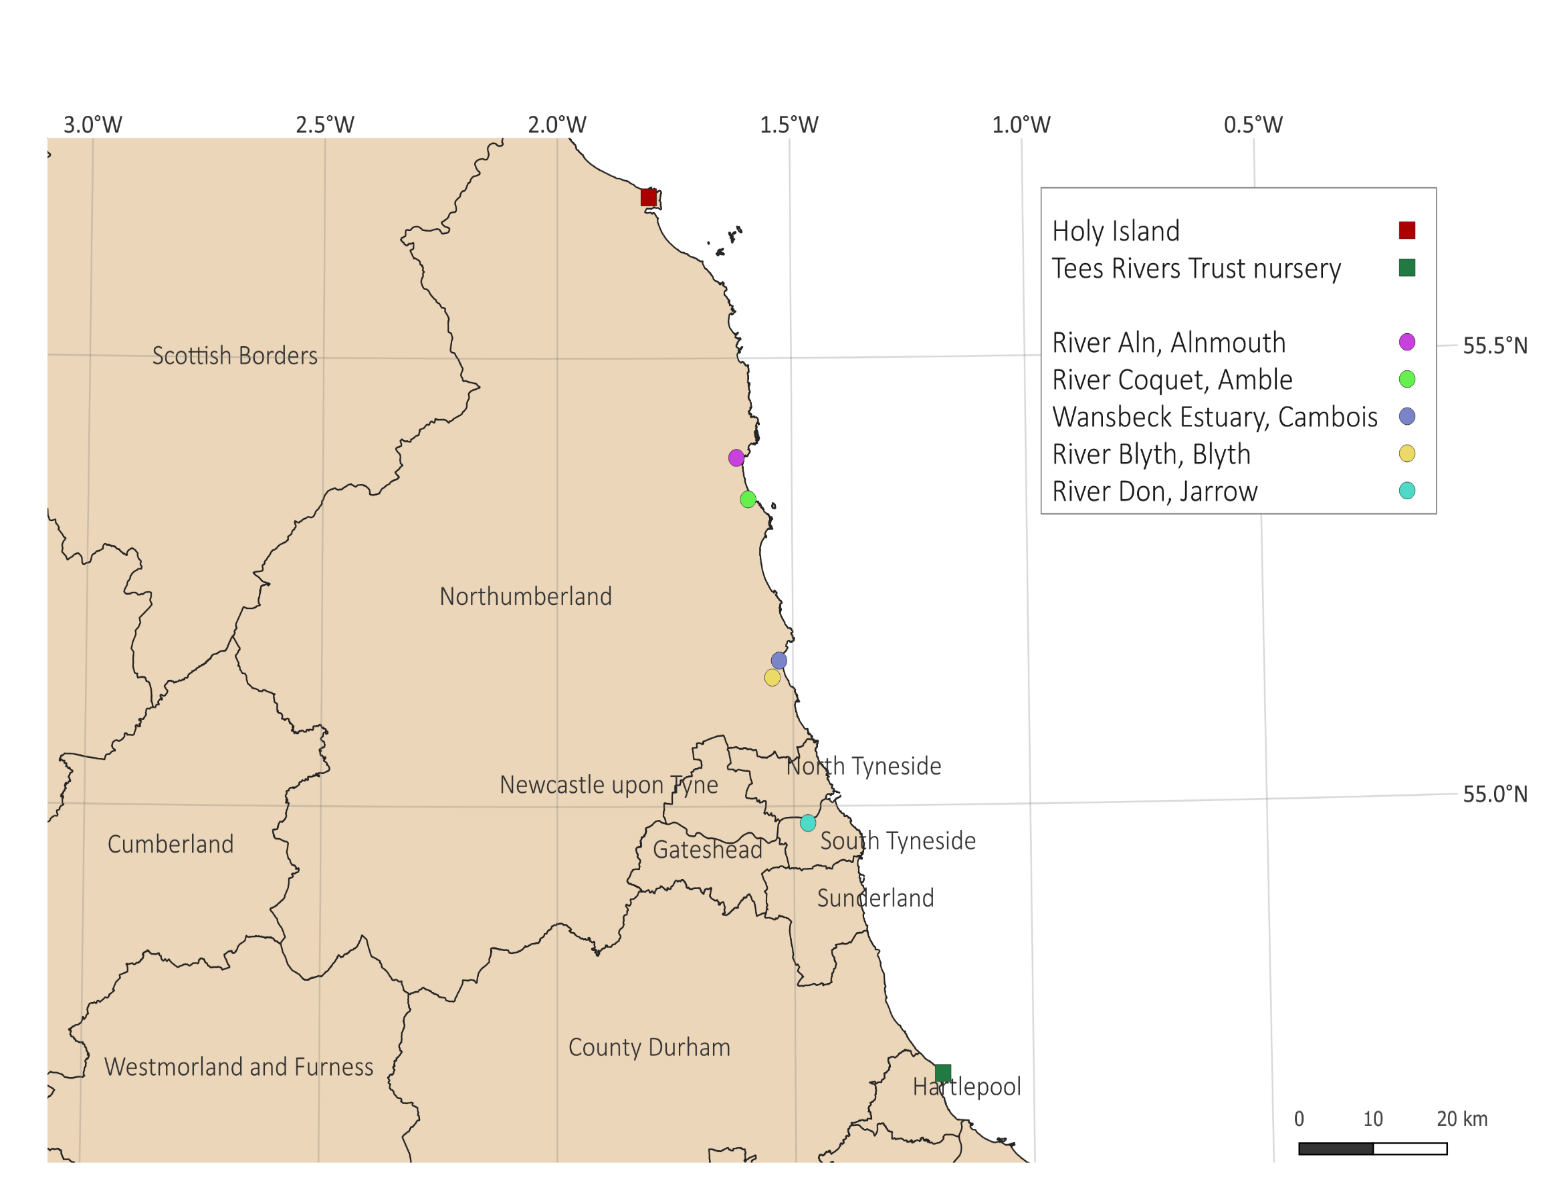 3.0°W 2.5°W 2.0°W 1.5°W 1.0°W 0.5°W
Holy Island
Tees Rivers Trust nursery
River Aln, Alnmouth
55.5°N
Scottish Borders
River Coquet, Amble
Wansbeck Estuary, Cambois
River Blyth, Blyth
River Don, Jarrow
Northumberland
North Tyneside
Newcastle upon Tyne
55.0°N
Cumberland
South Tyneside
Gateshead
Sunderland
County Durham
Westmorland and Furness
Hartlepool
0 10 20 km